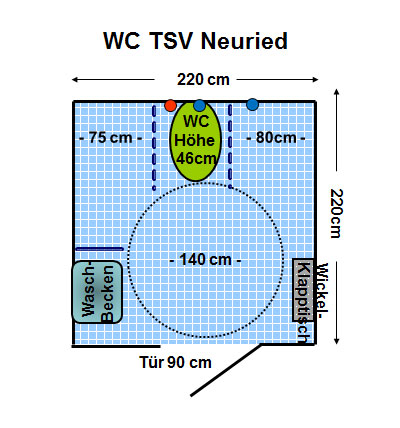 WC TSV Neuried
220 cm
- 75 cm -
WC
Höhe
46cm
- 80cm -
220cm
- 140 cm -
Wasch-
Becken
Wickel-
Klapptisch
Tür 90 cm